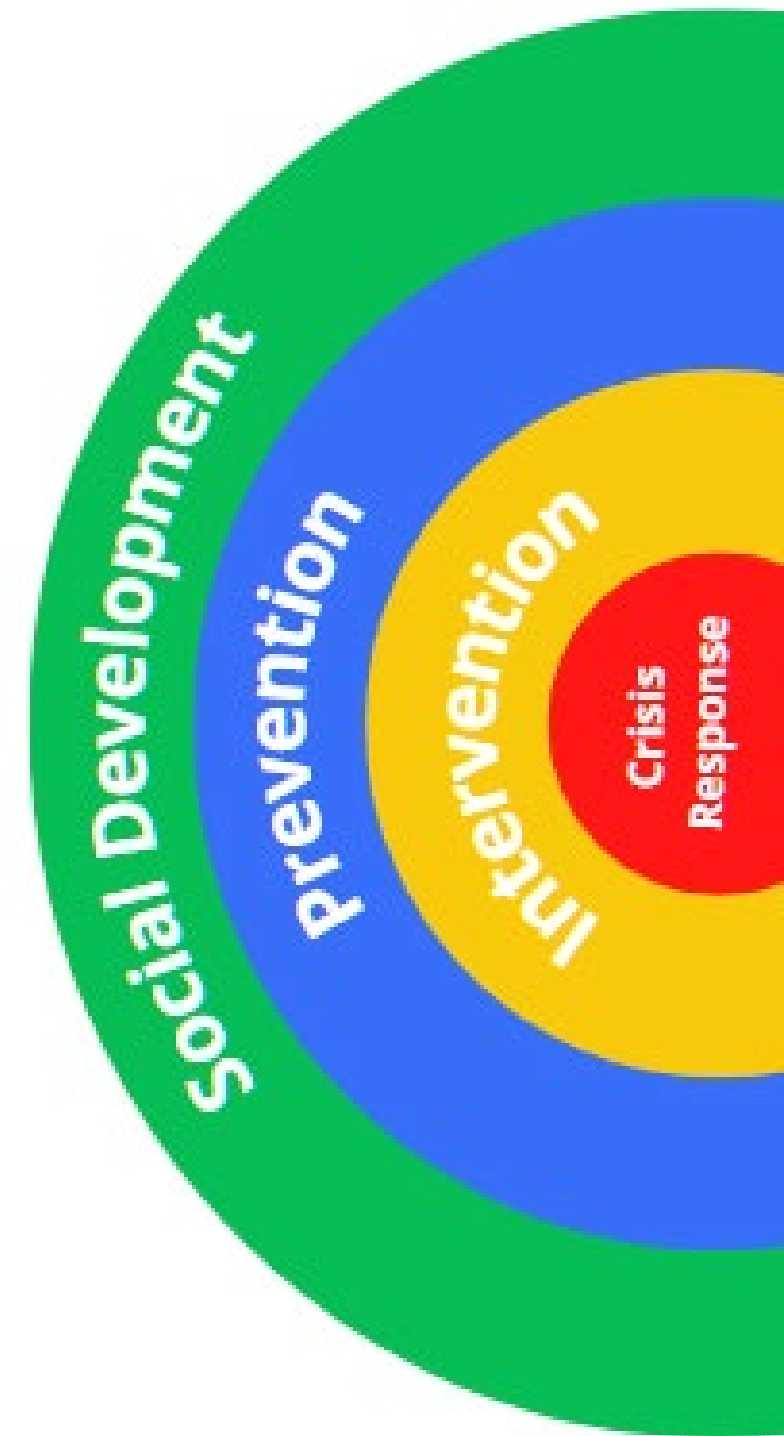 Social Development
Prevention
Intervention
Crisis
Response